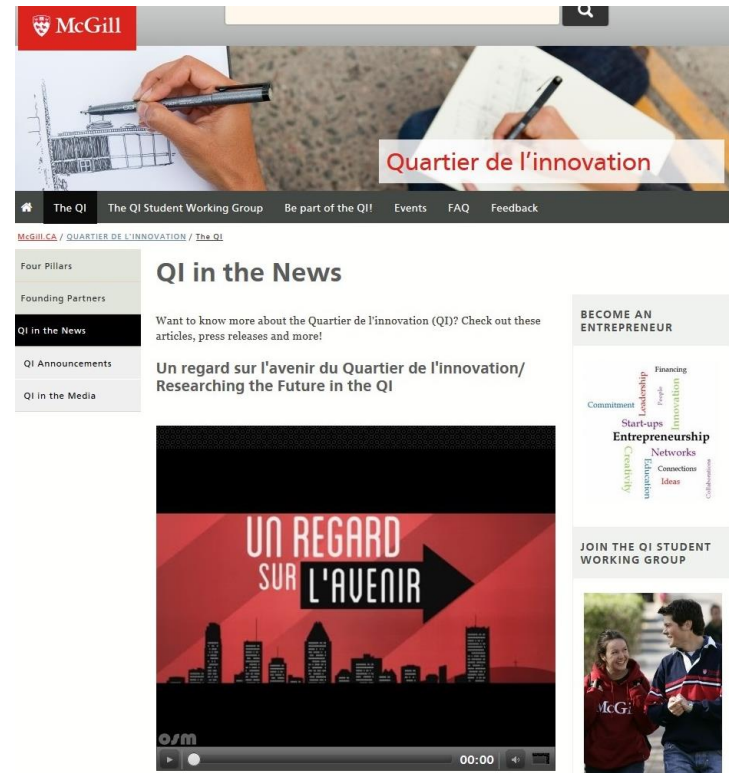 McGill
Quartier de l'innovation
The QI
The QI Student Working Group
Be part of the QI!
Events
FAQ
Feedback
McGill.CA / QUARTIER DE L'INNOVATION / The QI
Four Pillars
Founding Partners
QI in the News
QI Announcements
QI in the Media
QI in the News
Want to know more about the Quartier de l'innovation (QI)? Check out these
articles, press releases and more!
Un regard sur l'avenir du Quartier de l'innovation/
Researching the Future in the QI
UN REGARD
SUR L'AVENIR
osm
00:00
BECOME AN
ENTREPRENEUR
Financing
Leadership
People
Innovation
Commitment
Start-ups
Entrepreneurship
Creativity
Networks
Education
Connections
Ideas
Collaborations
JOIN THE QI STUDENT
WORKING GROUP
McGi